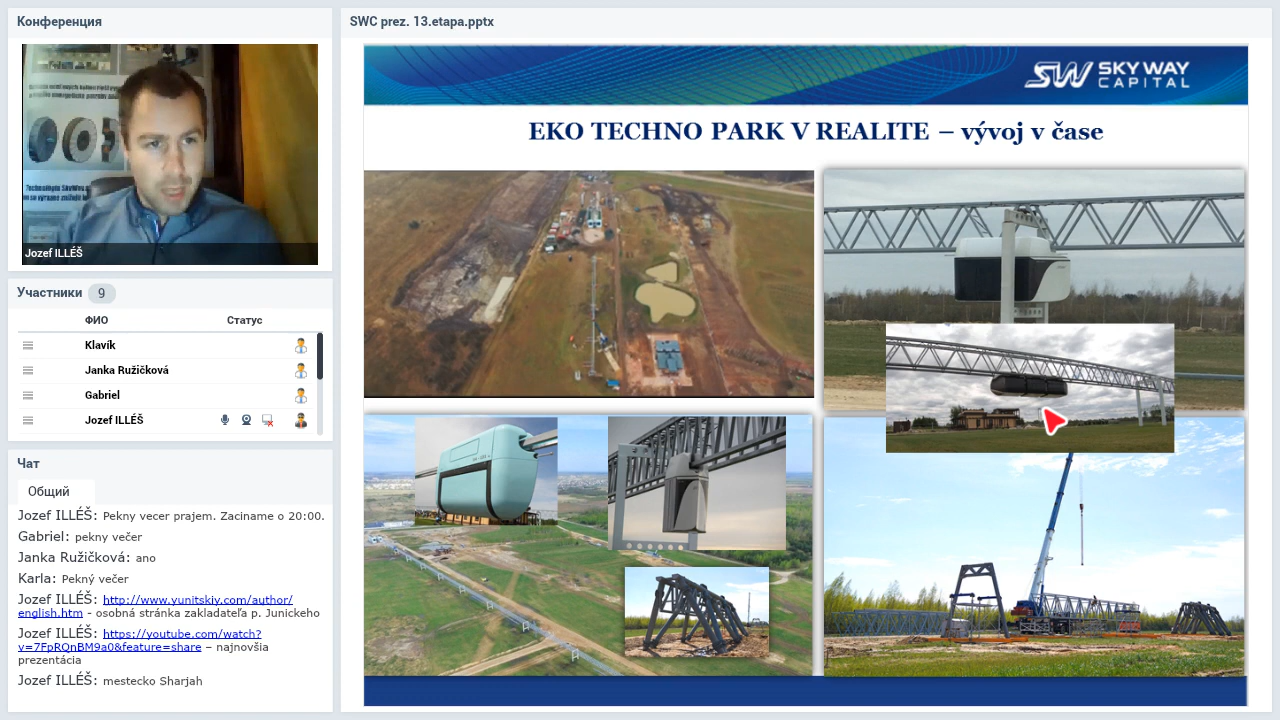 Конференция
Jozef ILLÉŠ
Участники 9
ФИО Статус
Klavík
Janka Ružičková
Gabriel
Jozef ILLÉŠ
Чат
Общий
Jozef ILLÉŠ: Pekny vecer prajem. Zaciname o 20:00.
Gabriel: pekny večer
Janka Ružičková: ano
Karla: Pekný večer
Jozef ILLÉŠ: http://www.yunitskiy.com/author/
english.htm - osobná stránka zakladateľa p. Junickeho
Jozef ILLÉŠ: https://youtube.com/watch?
v=7FpRQnBM9a0&feature=share – najnovšia
prezentácia
Jozef ILLÉŠ: mestecko Sharjah
SWC prez. 13.etapa.pptx
SW SKY WAY
CAPITAL
EKO TECHNO PARK V REALITE – vývoj v čase